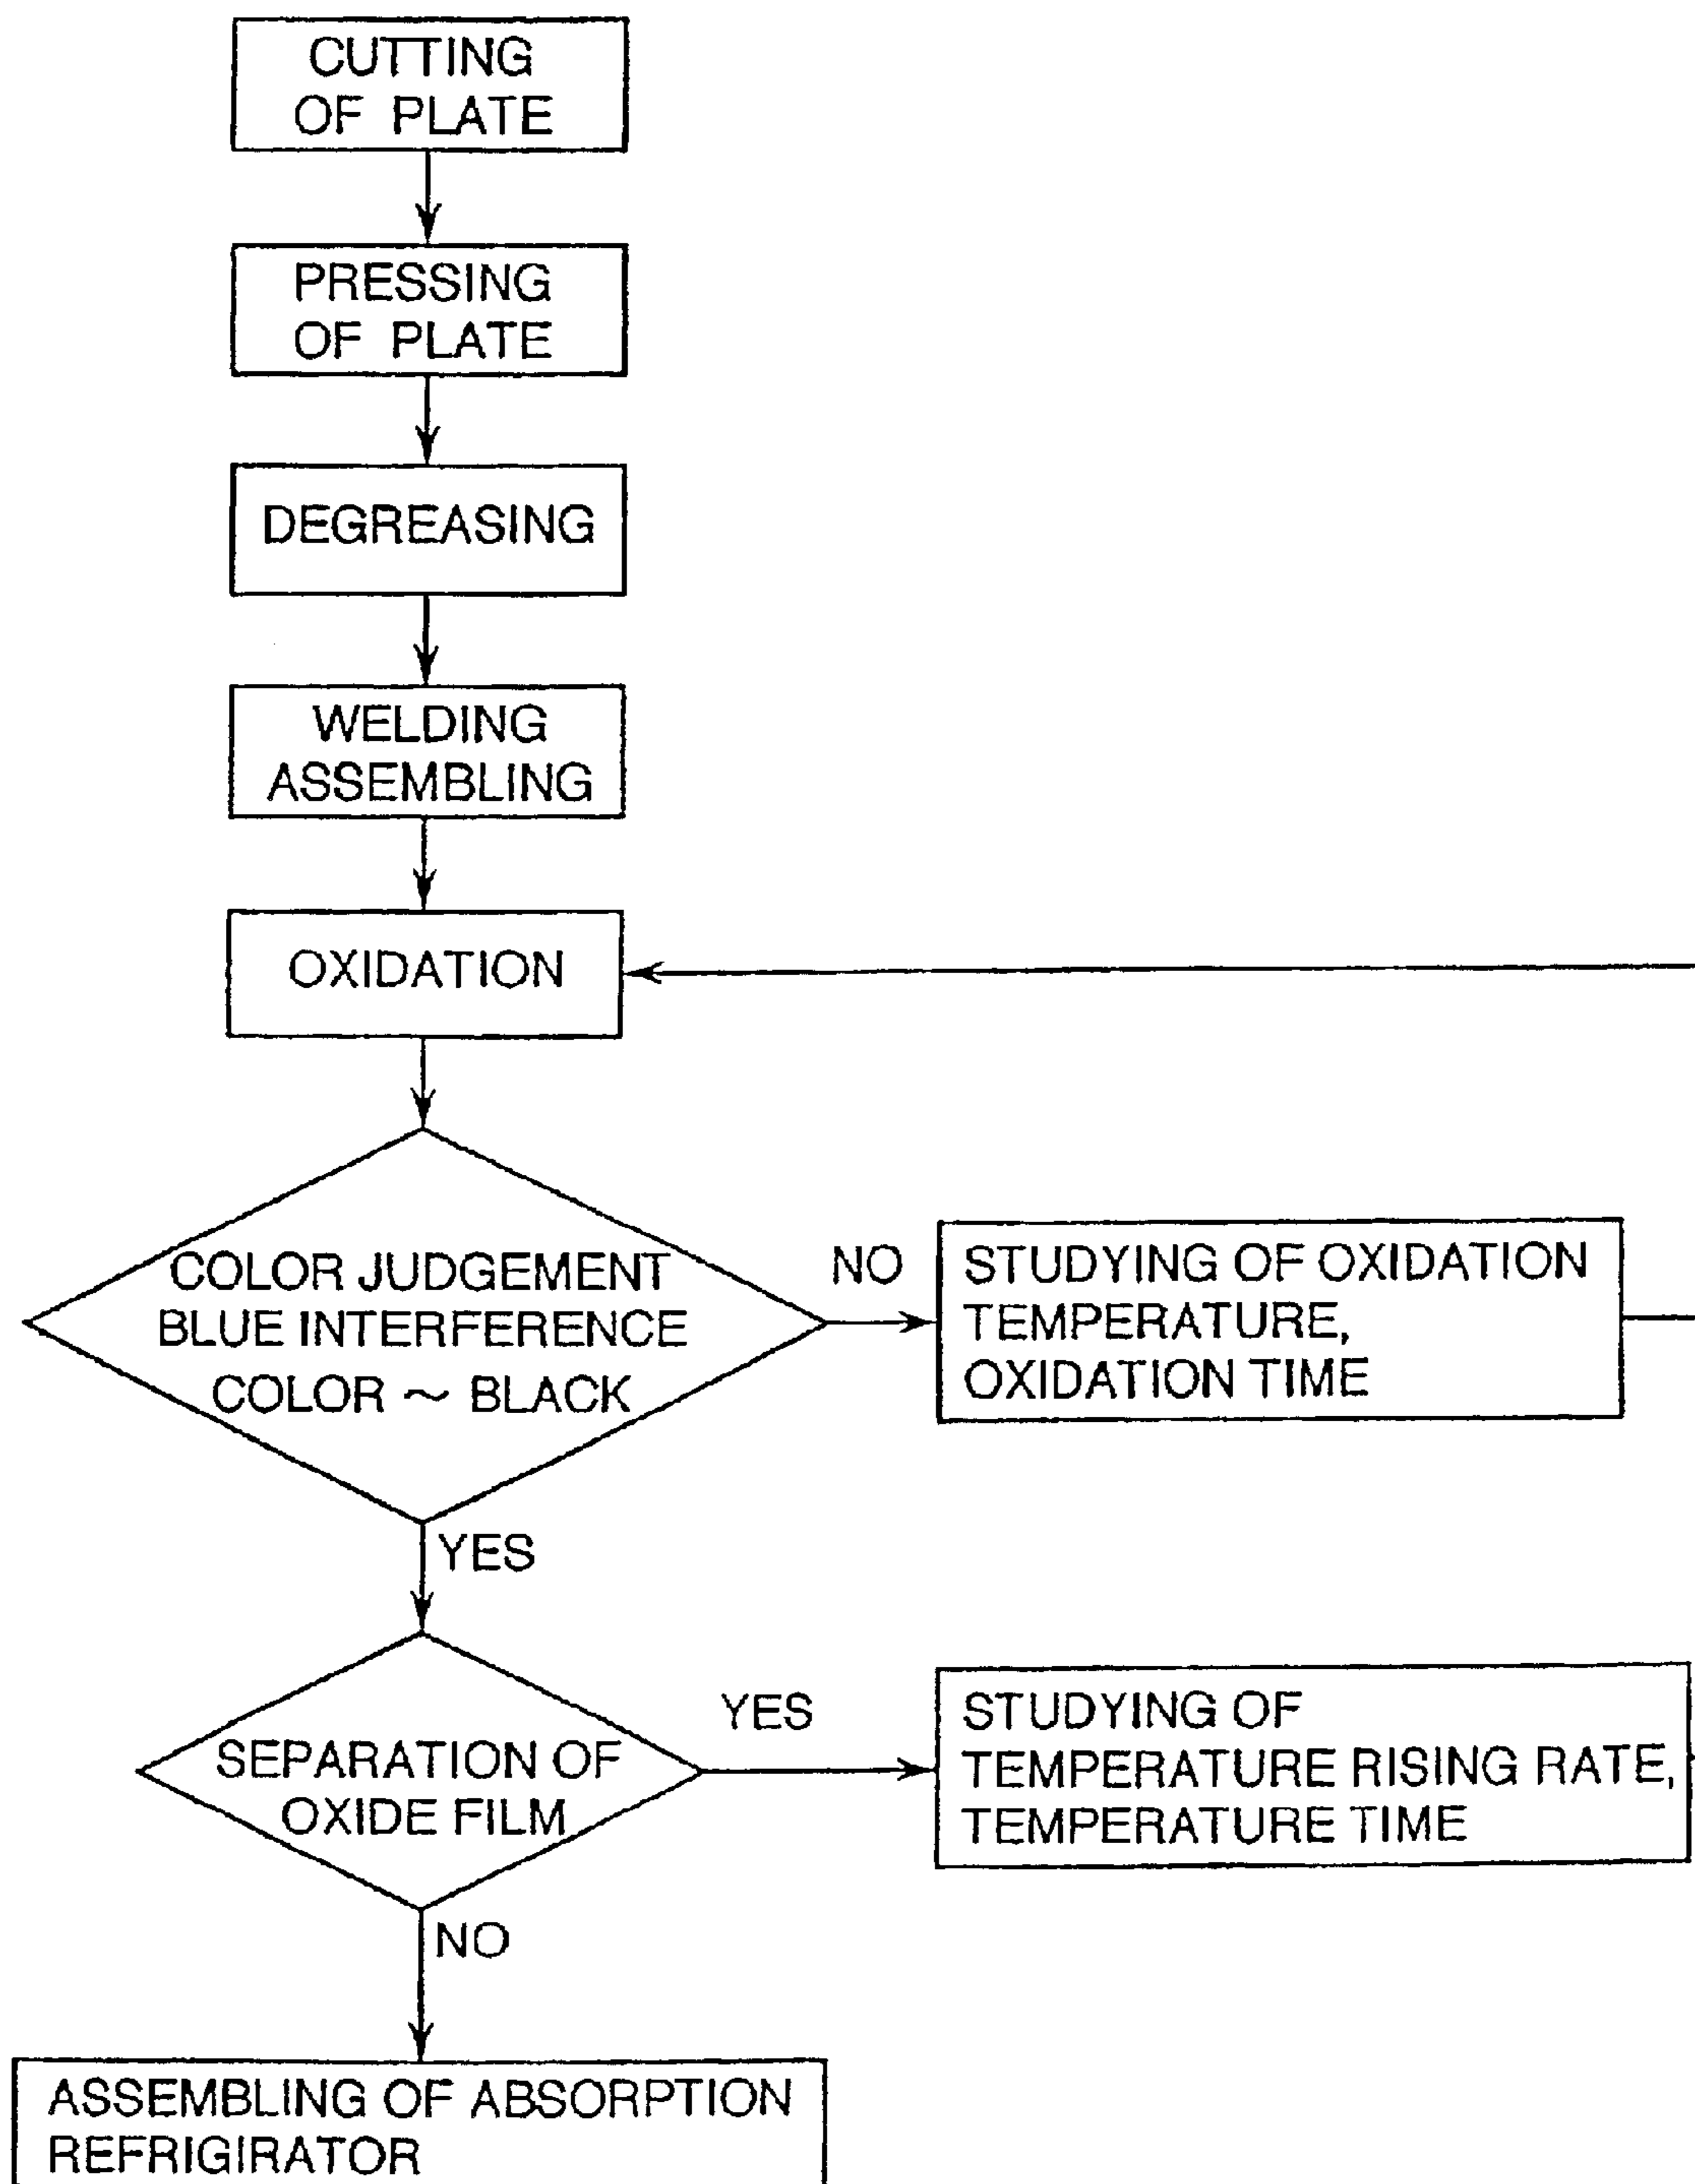 CUTTING
OF PLATE
PRESSING
OF PLATE
DEGREASING
WELDING
ASSEMBLING
OXIDATION
COLOR JUDGEMENT
BLUE INTERFERENCE
COLOR ~ BLACK
NO
STUDYING OF OXIDATION
TEMPERATURE,
OXIDATION TIME
YES
SEPARATION OF
OXIDE FILM
YES
STUDYING OF
TEMPERATURE RISING RATE,
TEMPERATURE TIME
NO
ASSEMBLING OF ABSORPTION
REFRIGIRATOR